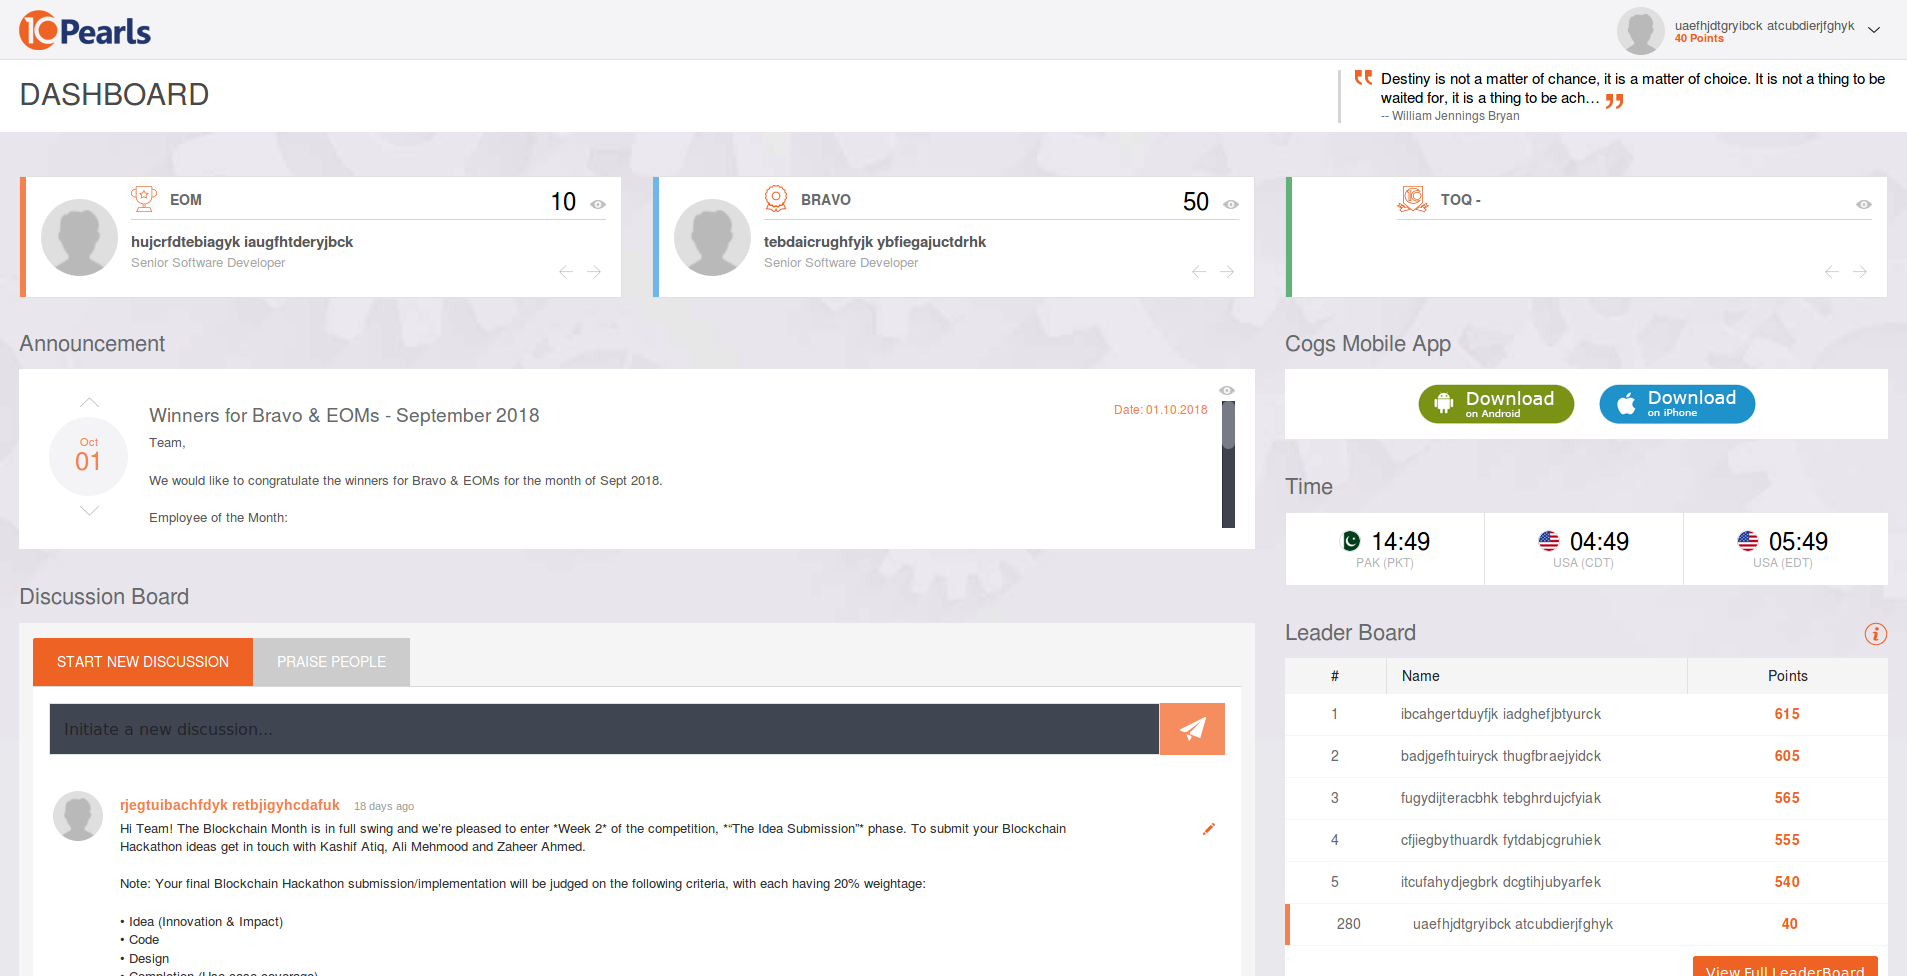 10Pearls
uaefhjdtgryibck atcubdierjfghyk
40 Points
DASHBOARD
Destiny is not a matter of chance, it is a matter of choice. It is not a thing to be
waited for, it is a thing to be ach…
-- William Jennings Bryan
EOM
10
hujcrfdtebiagyk iaugfhtderyjbck
Senior Software Developer
BRAVO
50
tebdaicrughfyjk ybfiegajuctdrhk
Senior Software Developer
TOQ -
Announcement
Oct
01
Winners for Bravo & EOMs - September 2018
Date: 01.10.2018
Team,
We would like to congratulate the winners for Bravo & EOMs for the month of Sept 2018.
Employee of the Month:
Cogs Mobile App
Download
on Android
Download
on iPhone
Time
14:49
PAK (PKT)
04:49
USA (CDT)
05:49
USA (EDT)
Discussion Board
START NEW DISCUSSION
PRAISE PEOPLE
Initiate a new discussion...
rjegtuibachfdyk retbjigyhcdafuk 18 days ago
Hi Team! The Blockchain Month is in full swing and we're pleased to enter *Week 2* of the competition, *“The Idea Submission”* phase. To submit your Blockchain
Hackathon ideas get in touch with Kashif Atiq, Ali Mehmood and Zaheer Ahmed.
Note: Your final Blockchain Hackathon submission/implementation will be judged on the following criteria, with each having 20% weightage:
• Idea (Innovation & Impact)
• Code
• Design
• Completion (Use case coverage)
Leader Board
# Name Points
1 ibcahgertduyfjk iadghefjbtyurck 615
2 badjgefhtuiryck thugfbraejyidck 605
3 fugydijteracbhk tebghrdujcfyiak 565
4 cfjiegbythuardk fytdabjcgruhiek 555
5 itcufahydjegbrk dcgtihjubyarfek 540
280 uaefhjdtgryibck atcubdierjfghyk 40
View Full LeaderBoard